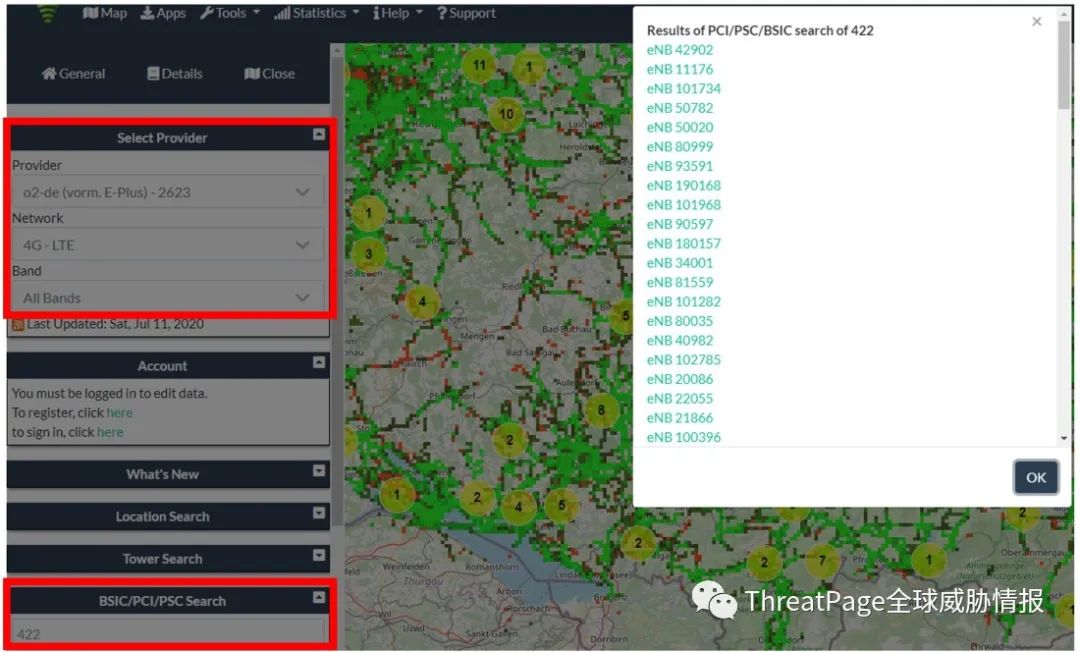 Map Apps Tools Statistics Help Support
General Details Close
Select Provider
Provider
o2-de (vorm. E-Plus) - 2623
Network
4G - LTE
Band
All Bands
Last Updated: Sat, Jul 11, 2020
Account
You must be logged in to edit data.
To register, click here
to sign in, click here
What's New
Location Search
Tower Search
BSIC/PCI/PSC Search
422
Results of PCI/PSC/BSIC search of 422
×
eNB 42902
eNB 11176
eNB 101734
eNB 50782
eNB 50020
eNB 80999
eNB 93591
eNB 190168
eNB 101968
eNB 90597
eNB 180157
eNB 34001
eNB 81559
eNB 101282
eNB 80035
eNB 40982
eNB 102785
eNB 20086
eNB 22055
eNB 21866
eNB 100396
OK
11
1
10
1
3
4
5
8
2
1
2
4
5
2
2
2
7
1
1
Mengen
Weinfelden
Romanshorn
Thurgau
Arbon
Rorschach
Wil
Uzwil
Sankt Gallen
Dornbirn
Bregenz
Oberammergau
ThreatPage全球威胁情报